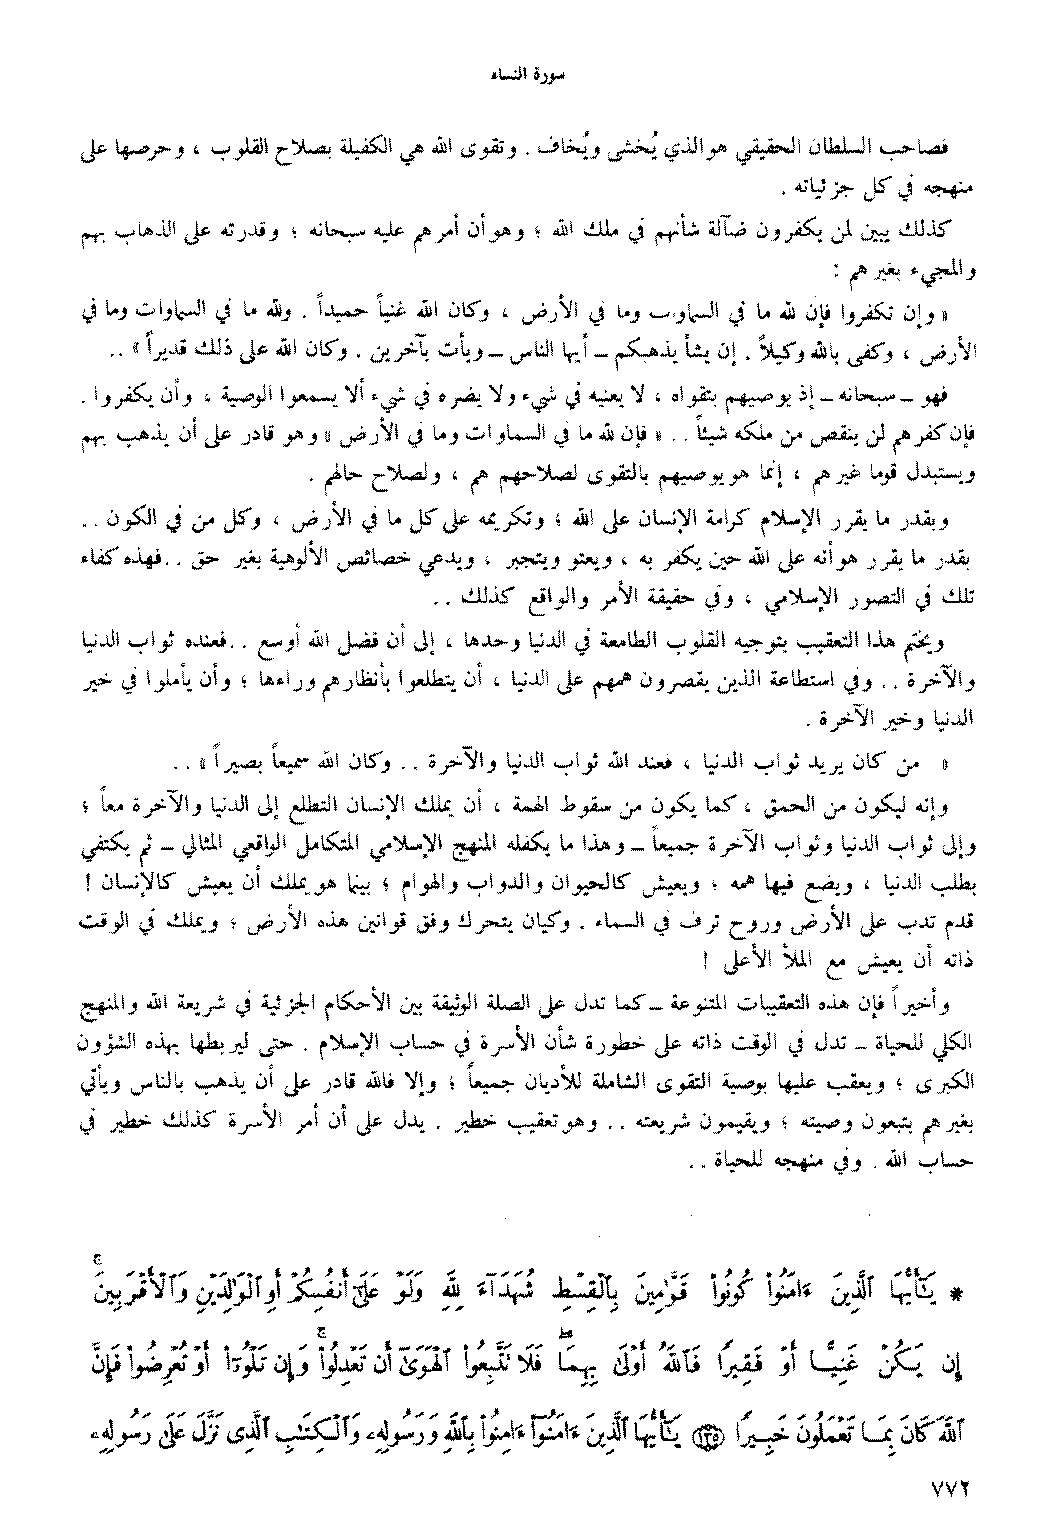 سورة النساء
فصاحب السلطان الحقيقي هو الذي يُخشى ويُخاف . وتقوى الله هي الكفيلة بصلاح القلوب ، وحرصها على
منهجه في كل جزئياته .
كذلك يبين لمن يكفرون ضآلة شأنهم في ملك الله ؛ وهو أن أمرهم عليه سبحانه ؛ وقدرته على الذهاب بهم
والمجيء بغيرهم :
« وإن تكفروا فإن لله ما في السماوات وما في الأرض ، وكان الله غنياً حميداً . ولله ما في السماوات وما في
الأرض ، وكفى بالله وكيلاً . إن يشأ يذهبكم – أيها الناس – ويأت بآخرين . وكان الله على ذلك قديراً » ..
فهو – سبحانه – إذ يوصيهم بتقواه ، لا يعنيه في شيء ولا يضره في شيء ألا يسمعوا الوصية ، وأن يكفروا .
فإن كفرهم لن ينقص من ملكه شيئاً .. « فإن لله ما في السماوات وما في الأرض » وهو قادر على أن يذهب بهم
ويستبدل قوما غيرهم ، إنما هو يوصيهم بالتقوى لصلاحهم هم ، ولصلاح حالهم .
وبقدر ما يقرر الإسلام كرامة الإنسان على الله ؛ وتكريمه على كل ما في الأرض ، وكل من في الكون ..
بقدر ما يقرر هوأنه على الله حين يكفر به ، ويعتو ويتجبر ، ويدعي خصائص الألوهية بغير حق .. فهذه كفاء
تلك في التصور الإسلامي ، وفي حقيقة الأمر والواقع كذلك ..
ويختم هذا التعقيب بتوجيه القلوب الطامعة في الدنيا وحدها ، إلى أن فضل الله أوسع .. فعنده ثواب الدنيا
والآخرة .. وفي استطاعة الذين يقصرون همهم على الدنيا ، أن يتطلعوا بأنظارهم وراءها ؛ وأن يأملوا في خير
الدنيا وخير الآخرة .
« من كان يريد ثواب الدنيا ، فعند الله ثواب الدنيا والآخرة .. وكان الله سميعاً بصيراً » ..
وإنه ليكون من الحمق ، كما يكون من سقوط الهمة ، أن يملك الإنسان التطلع إلى الدنيا والآخرة معاً ؛
وإلى ثواب الدنيا وثواب الآخرة جميعاً – وهذا ما يكفله المنهج الإسلامي المتكامل الواقعي المثالي – ثم يكتفي
بطلب الدنيا ، ويضع فيها همه ؛ ويعيش كالحيوان والدواب والهوام ؛ بينما هو يملك أن يعيش كالإنسان !
قدم تدب على الأرض وروح ترف في السماء . وكيان يتحرك وفق قوانين هذه الأرض ؛ ويملك في الوقت
ذاته أن يعيش مع الملأ الأعلى !
وأخيراً فإن هذه التعقيبات المتنوعة – كما تدل على الصلة الوثيقة بين الأحكام الجزئية في شريعة الله والمنهج
الكلي للحياة – تدل في الوقت ذاته على خطورة شأن الأسرة في حساب الإسلام . حتى ليربطها بهذه الشؤون
الكبرى ؛ ويعقب عليها بوصية التقوى الشاملة للأديان جميعاً ؛ وإلا فالله قادر على أن يذهب بالناس ويأتي
بغيرهم يتبعون وصيته ؛ ويقيمون شريعته .. وهو تعقيب خطير . يدل على أن أمر الأسرة كذلك خطير في
حساب الله . وفي منهجه للحياة ..
* يَـٰٓأَيُّهَا ٱلَّذِينَ ءَامَنُوا۟ كُونُوا۟ قَوَّٰمِينَ بِٱلْقِسْطِ شُهَدَآءَ لِلَّهِ وَلَوْ عَلَىٰٓ أَنفُسِكُمْ أَوِ ٱلْوَٰلِدَيْنِ وَٱلْأَقْرَبِينَ ۚ
إِن يَكُنْ غَنِيًّا أَوْ فَقِيرًا فَٱللَّهُ أَوْلَىٰ بِهِمَا ۖ فَلَا تَتَّبِعُوا۟ ٱلْهَوَىٰٓ أَن تَعْدِلُوا۟ ۚ وَإِن تَلْوُۥٓا۟ أَوْ تُعْرِضُوا۟ فَإِنَّ
ٱللَّهَ كَانَ بِمَا تَعْمَلُونَ خَبِيرًا ١٣٥ يَـٰٓأَيُّهَا ٱلَّذِينَ ءَامَنُوٓا۟ ءَامِنُوا۟ بِٱللَّهِ وَرَسُولِهِۦ وَٱلْكِتَـٰبِ ٱلَّذِى نَزَّلَ عَلَىٰ رَسُولِهِۦ
٧٧٢